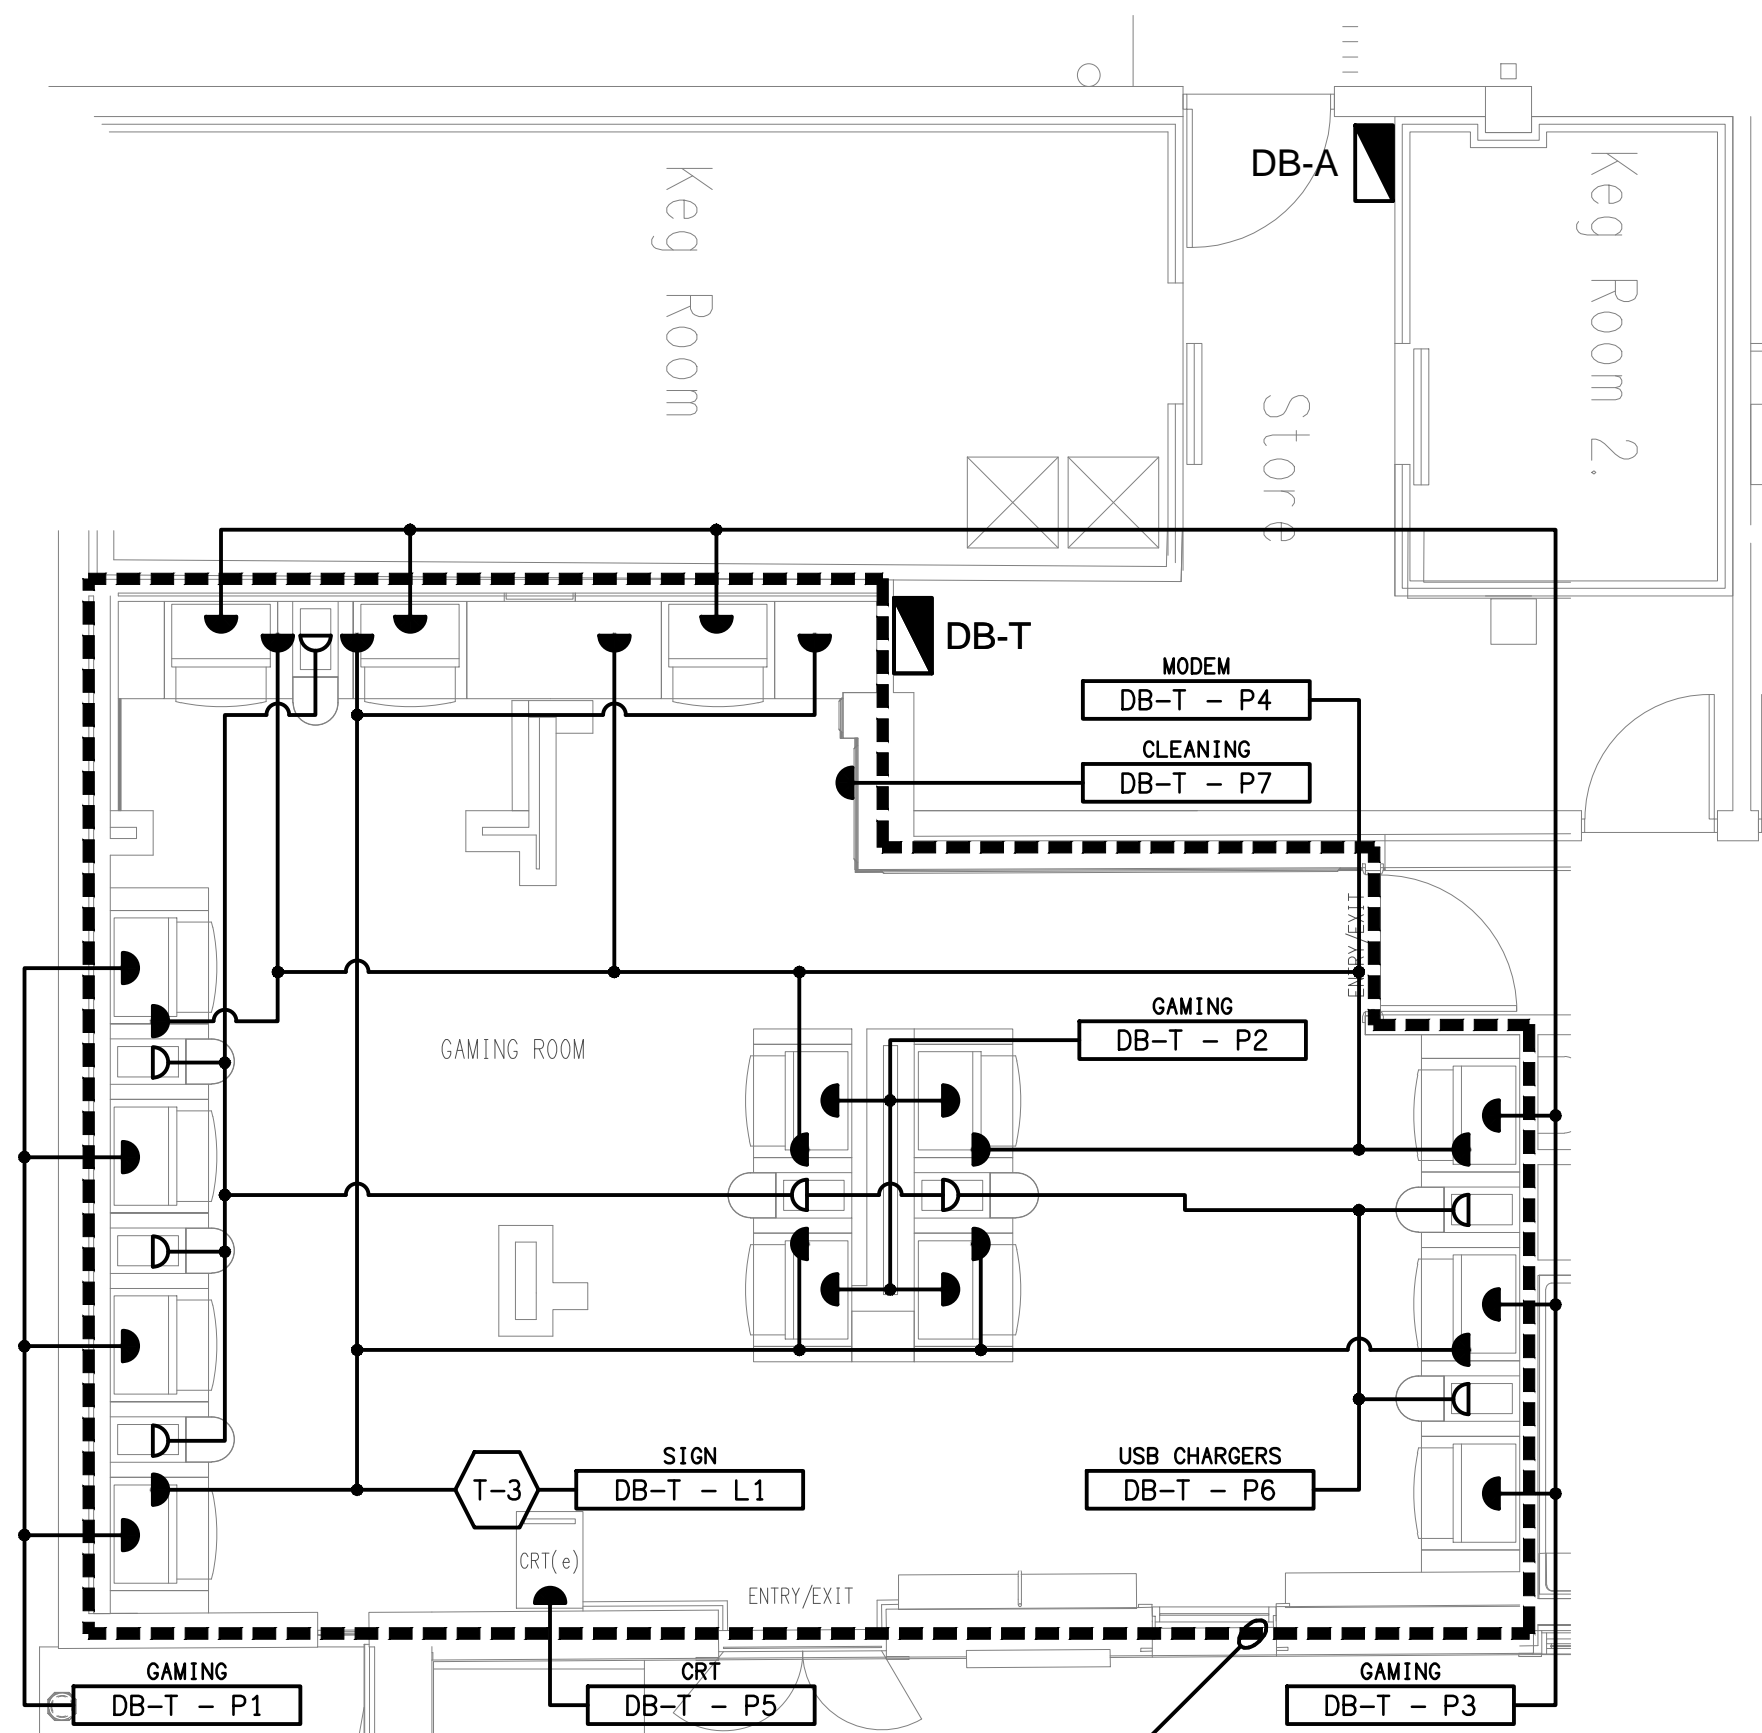 DB-A
Keg Room
Keg Room 2.
Store
DB-T
MODEM
DB-T - P4
CLEANING
DB-T - P7
ENTRY/EXIT
GAMING
DB-T - P2
GAMING ROOM
SIGN
T-3
DB-T - L1
USB CHARGERS
DB-T - P6
CRT(e)
ENTRY/EXIT
GAMING
DB-T - P1
CRT
DB-T - P5
GAMING
DB-T - P3